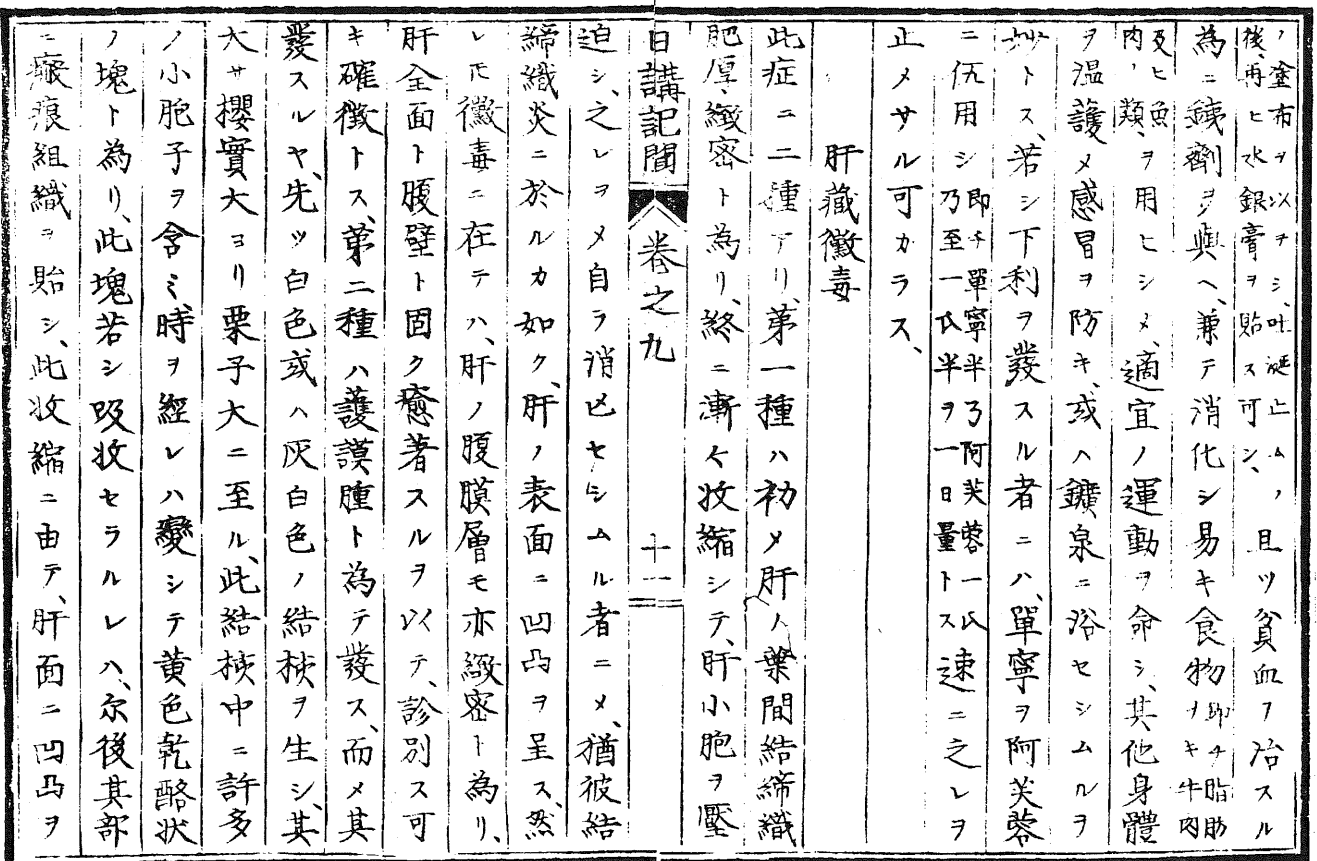 ノ塗布ヲ以テシ、吐涎止ムノ後、再ヒ水銀膏ヲ貼ス可シ、且ツ貧血ヲ治スル
為ニ鐵劑ヲ與ヘ、兼テ消化シ易キ食物即チ脂肪ナキ牛肉
及ヒ魚肉ノ類ヲ用ヒシメ、適宜ノ運動ヲ命シ、其他身體
ヲ温護メ感冒ヲ防キ、或ハ鑛泉ニ浴セシムルヲ
妙トス、若シ下利ヲ發スル者ニハ、單寧ヲ阿芙蓉
ニ伍用シ即チ單寧半ㄋ阿芙蓉一氏乃至一氏半ヲ一日量トス速ニ之レヲ
止メサル可カラス、
肝臓黴毒
此症ニ二種アリ、第一種ハ初メ肝ノ葉間結締織
肥厚、緻密ト為リ、終ニ漸々收縮シテ、肝小胞ヲ壓
日講記聞 卷之九 十一
迫シ、之レヲメ自ラ消亡セシムル者ニメ、猶彼結
締織炎ニ於ルカ如ク、肝ノ表面ニ凹凸ヲ呈ス、然
レ𪜈黴毒ニ在テハ、肝ノ腹膜層モ亦緻密ト為リ、
肝全面ト腹壁ト固ク癒著スルヲ以テ、診別ス可
キ確徴トス、第二種ハ護謨腫ト為テ發ス、而メ其
發スルヤ、先ツ白色或ハ灰白色ノ結核ヲ生シ、其
大サ櫻實大ヨリ栗子大ニ至ル、此結核中ニ許多
ノ小胞子ヲ含ミ、時ヲ經レハ變シテ黄色乾酪狀
ノ塊ト為リ、此塊若シ吸收セラルレハ、尓後其部
ニ瘢痕組織ヲ貽シ、此收縮ニ由テ、肝面ニ凹凸ヲ